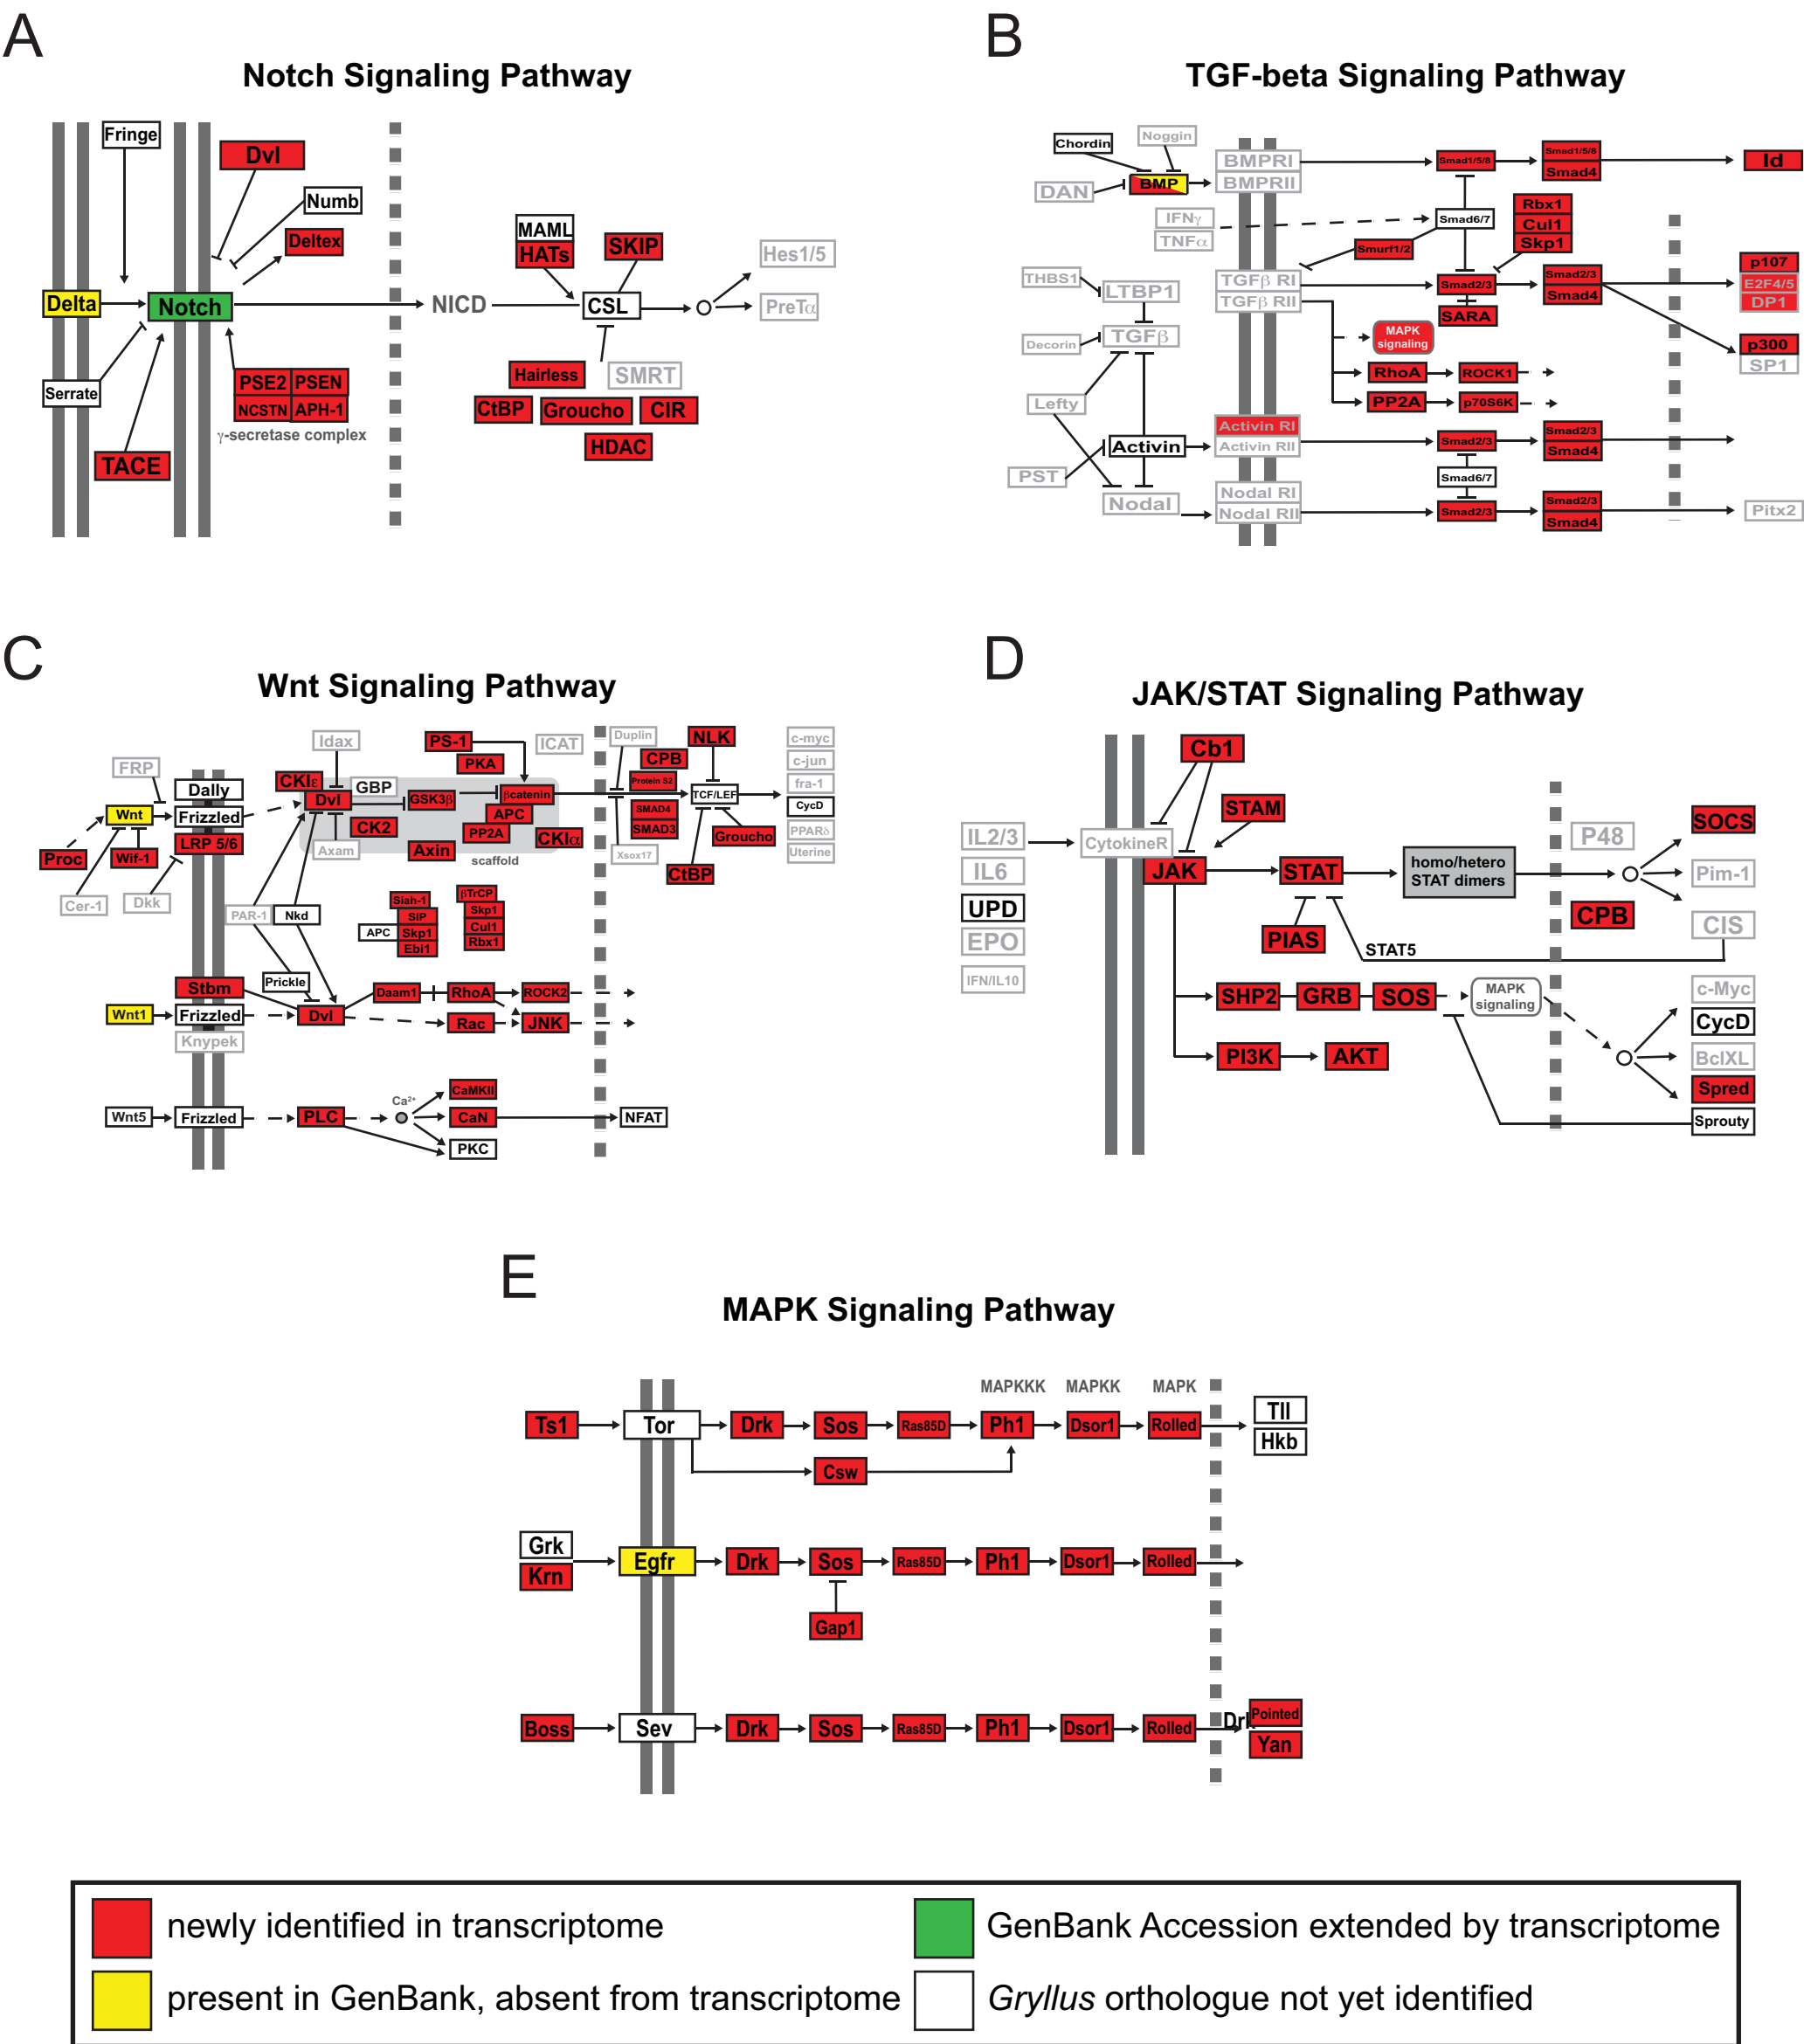 A
Notch Signaling Pathway
Fringe
Dvl
Numb
Deltex
MAML
HATs
SKIP
Hes1/5
Delta
Notch
NICD
CSL
PreTα
Serrate
PSE2
PSEN
NCSTN
APH-1
γ-secretase complex
TACE
Hairless
SMRT
CtBP
Groucho
CIR
HDAC
B
TGF-beta Signaling Pathway
Chordin
Noggin
DAN
BMP
BMPRI
BMPRII
Smad1/5/8
Smad1/5/8
Smad4
Id
IFNγ
TNFα
Smad6/7
Rbx1
Cul1
Skp1
Smurf1/2
THBS1
LTBP1
TGFβ RI
TGFβ RII
Smad2/3
Smad2/3
Smad4
p107
E2F4/5
DP1
SARA
Decorin
TGFβ
MAPK
signaling
p300
SP1
RhoA
ROCK1
PP2A
p70S6K
Lefty
Activin
Activin RI
Activin RII
Smad2/3
Smad2/3
Smad4
PST
Smad6/7
Nodal
Nodal RI
Nodal RII
Smad2/3
Smad2/3
Smad4
Pitx2
C
Wnt Signaling Pathway
Idax
PS-1
PKA
ICAT
Duplin
CPB
NLK
c-myc
c-jun
fra-1
CycD
PPARδ
Uterine
FRP
Dally
CKIε
GBP
Protein S2
Wnt
Frizzled
Dvl
GSK3β
βcatenin
TCF/LEF
APC
SMAD4
SMAD3
CK2
PP2A
Groucho
Proc
Wif-1
LRP 5/6
Axam
Axin
CKIα
scaffold
Xsox17
CtBP
Cer-1
Dkk
PAR-1
Nkd
Siah-1
SIP
APC
Skp1
Ebi1
βTrCP
Skp1
Cul1
Rbx1
Prickle
Stbm
Daam1
RhoA
ROCK2
Wnt1
Frizzled
Dvl
Rac
JNK
Knypek
Wnt5
Frizzled
PLC
Ca2+
CaMKII
CaN
PKC
NFAT
D
JAK/STAT Signaling Pathway
Cb1
STAM
IL2/3
IL6
UPD
EPO
IFN/IL10
CytokineR
JAK
STAT
homo/hetero
STAT dimers
P48
SOCS
Pim-1
CPB
CIS
PIAS
STAT5
SHP2
GRB
SOS
MAPK
signaling
c-Myc
CycD
BclXL
Spred
Sprouty
PI3K
AKT
E
MAPK Signaling Pathway
MAPKKK
MAPKK
MAPK
Ts1
Tor
Drk
Sos
Ras85D
Ph1
Dsor1
Rolled
Tll
Hkb
Csw
Grk
Krn
Egfr
Drk
Sos
Ras85D
Ph1
Dsor1
Rolled
Gap1
Boss
Sev
Drk
Sos
Ras85D
Ph1
Dsor1
Rolled
Drk
Pointed
Yan
newly identified in transcriptome
GenBank Accession extended by transcriptome
present in GenBank, absent from transcriptome
Gryllus orthologue not yet identified